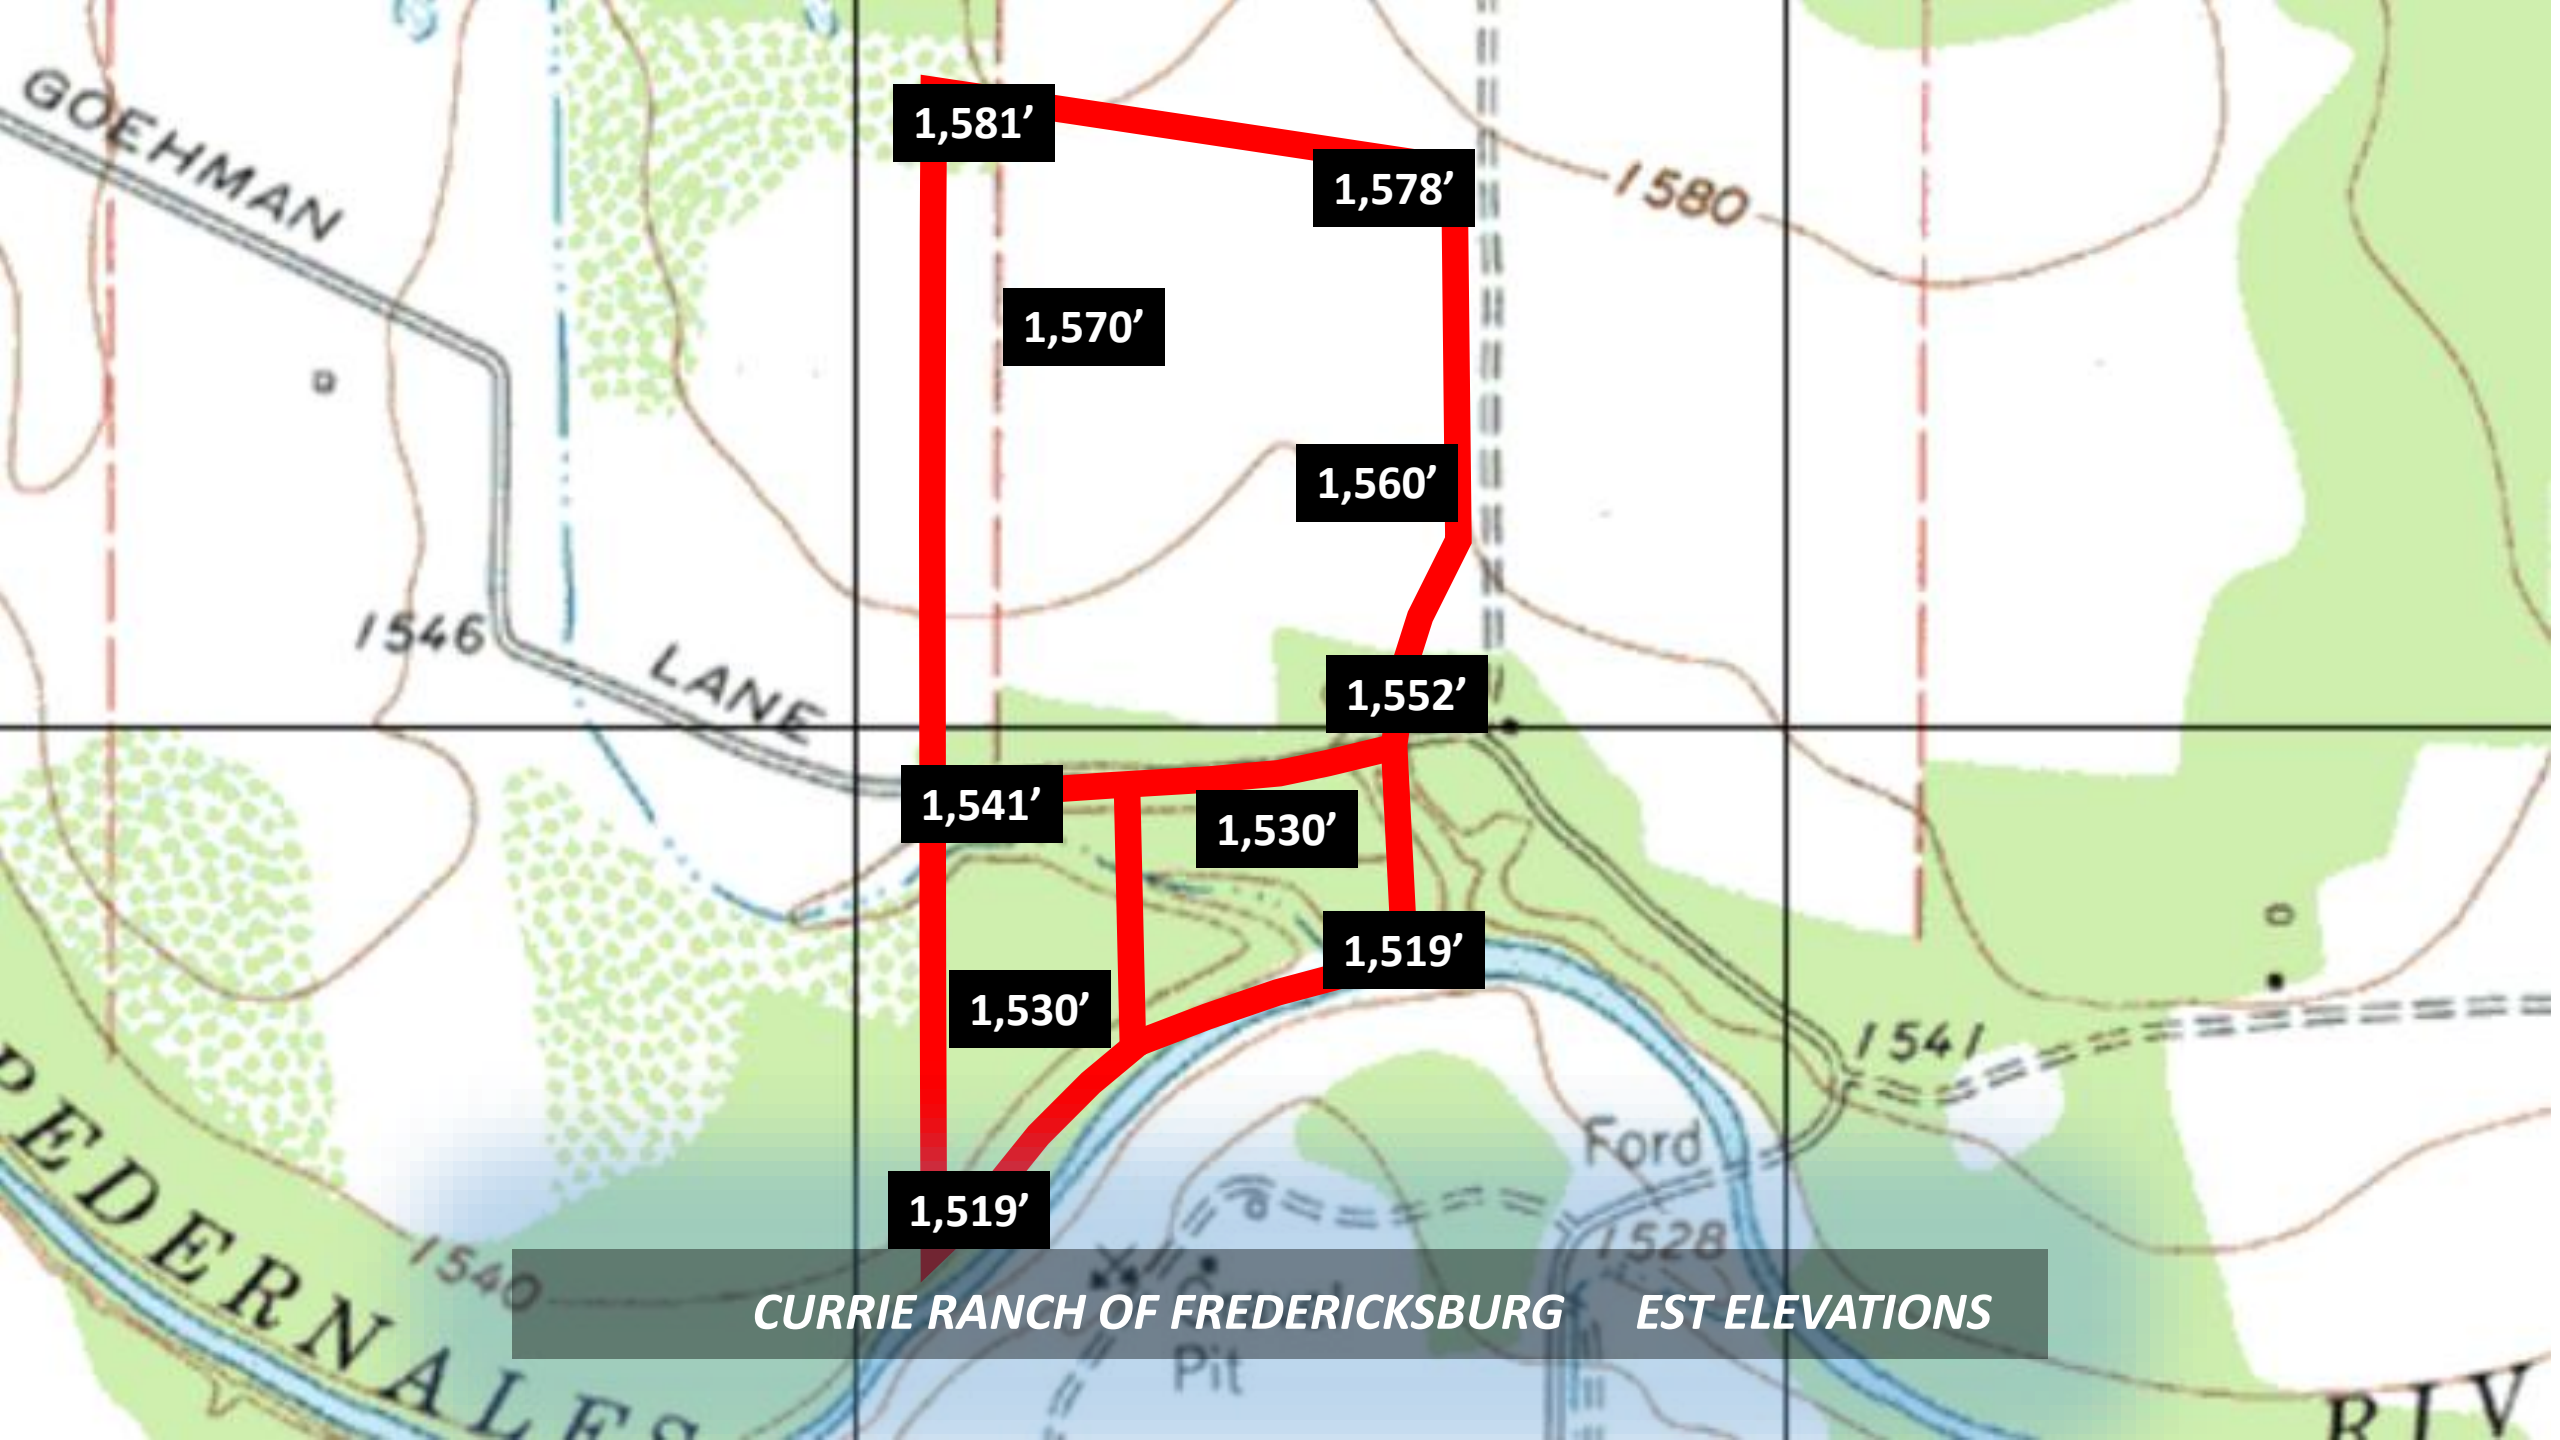 GOEHMAN
1,581’
1,578’
1580
1,570’
1,560’
1546
LANE
1,552’
1,541’
1,530’
1,519’
1,530’
1541
PEDERNALES
Ford
1,519’
1528
1540
CURRIE RANCH OF FREDERICKSBURG EST ELEVATIONS
Pit
RIV